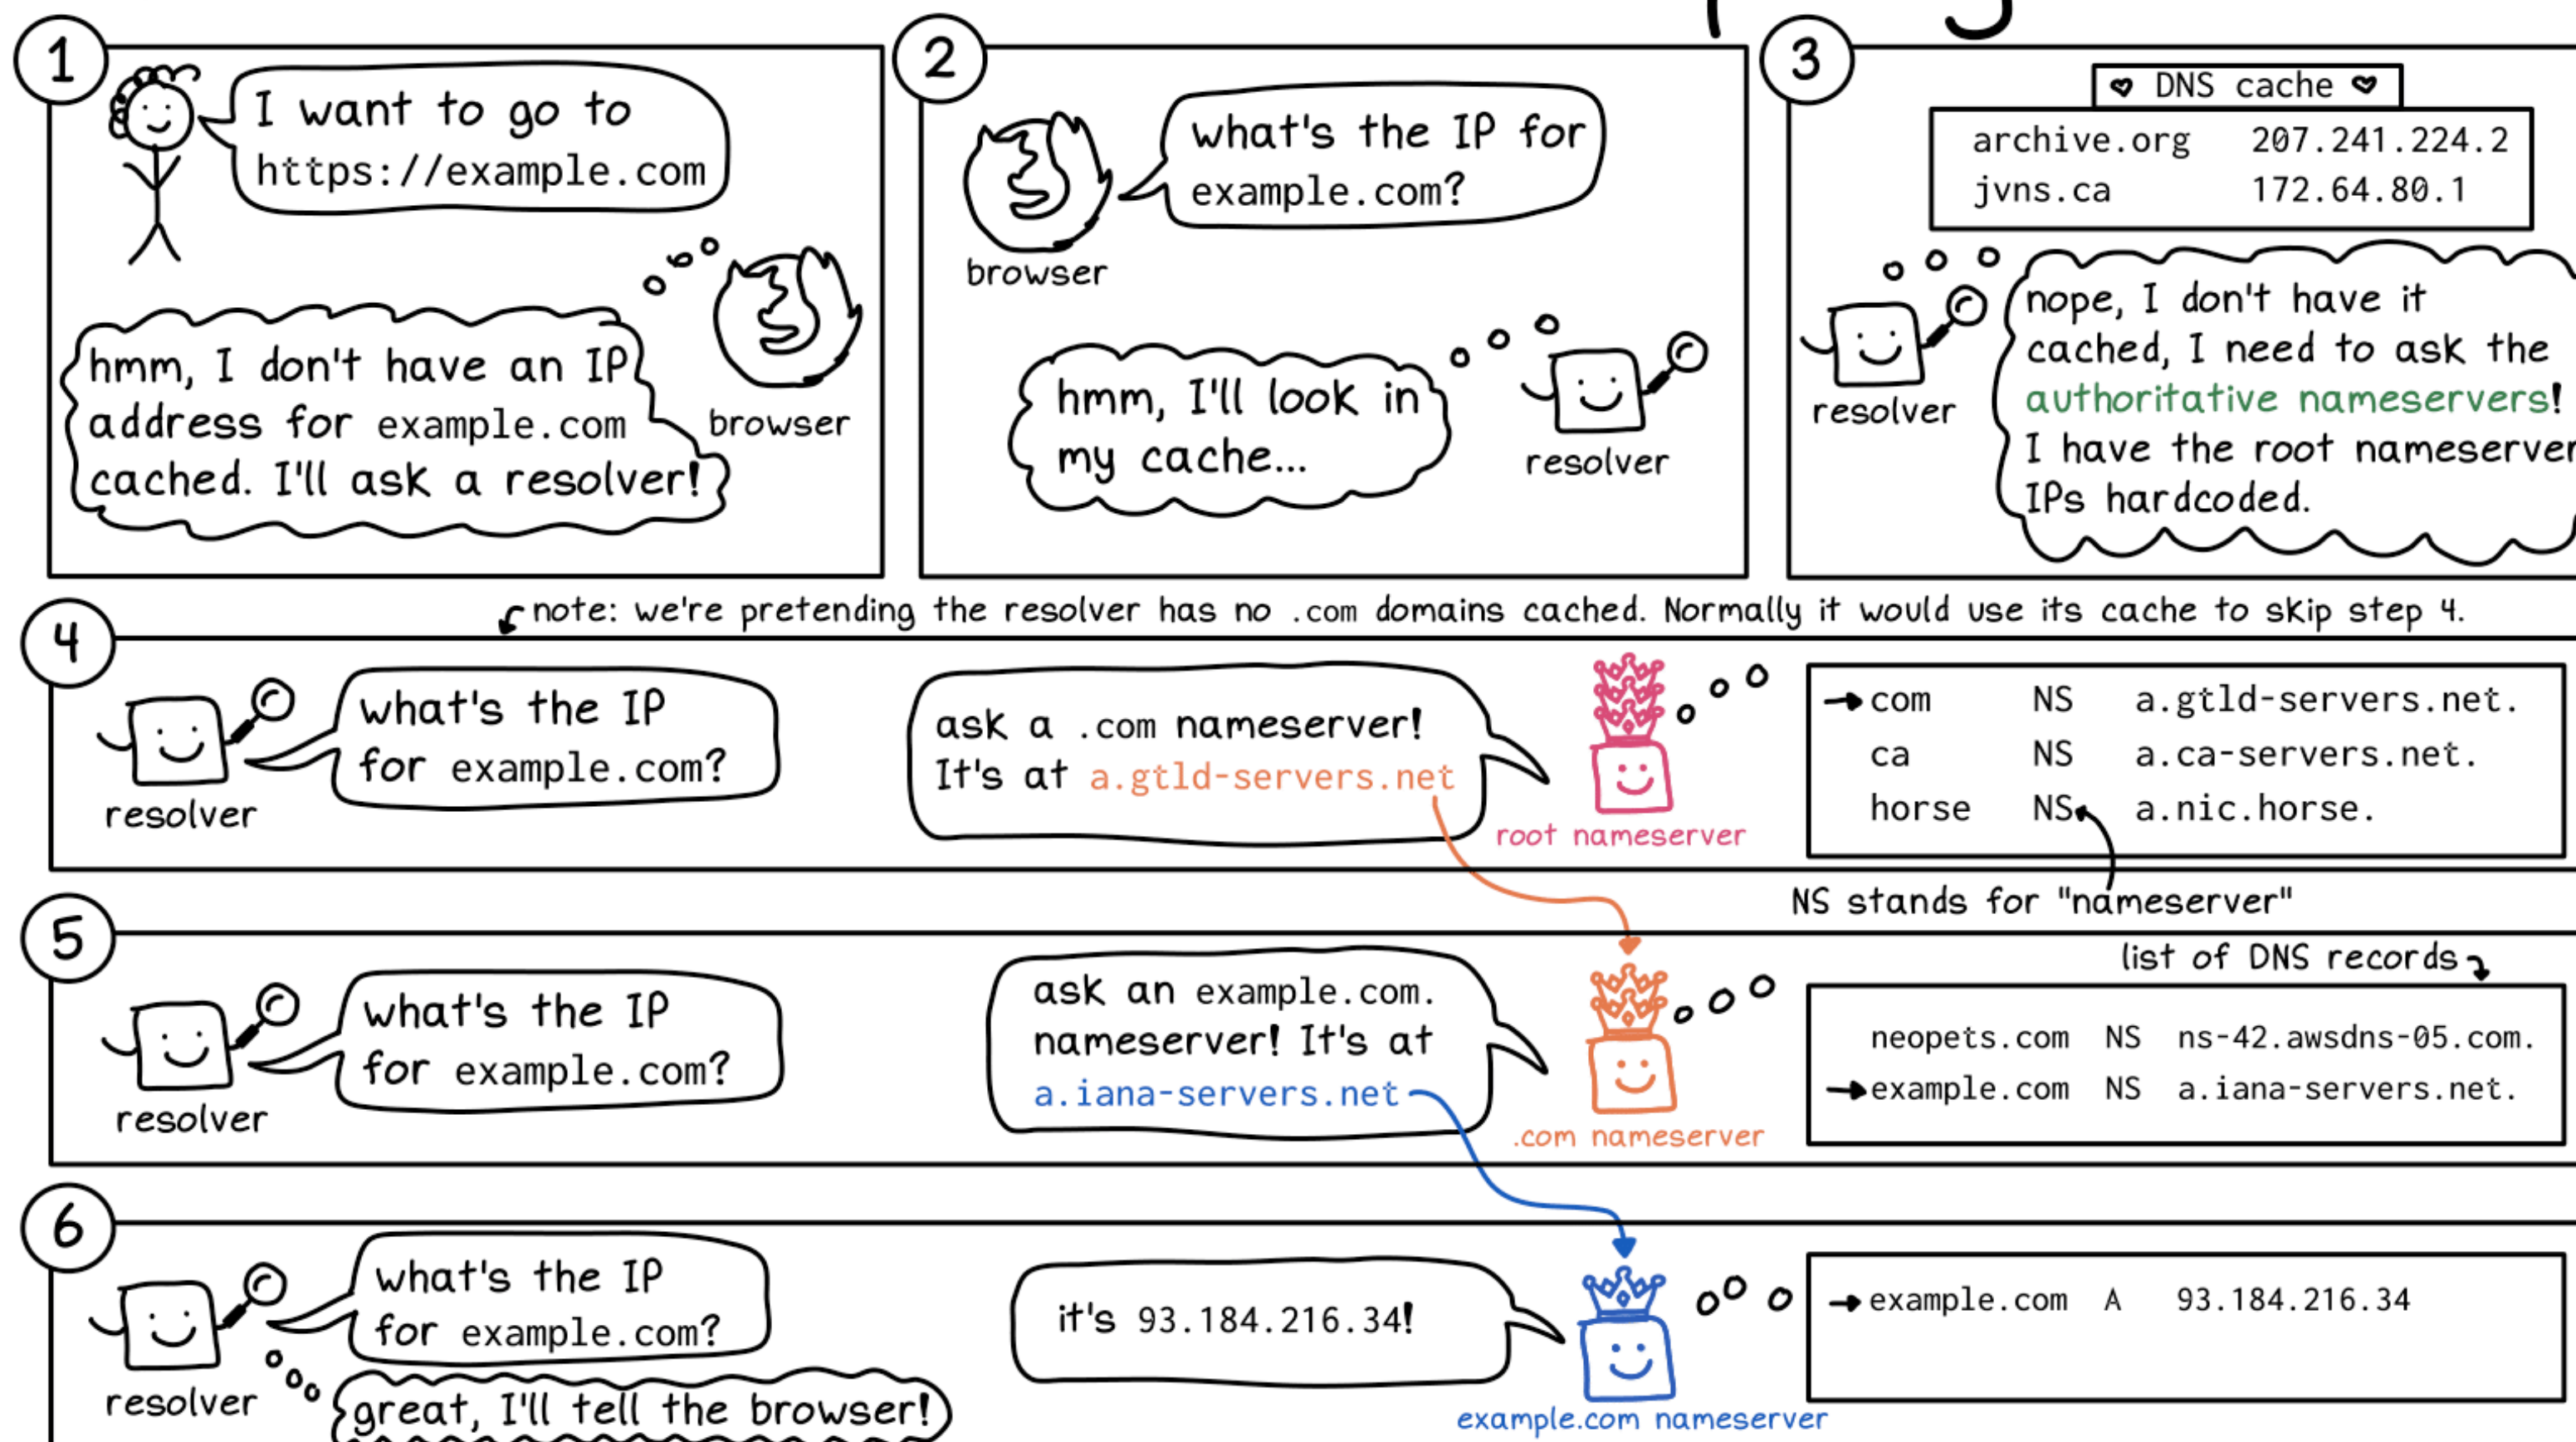 1
I want to go to
https://example.com
hmm, I don't have an IP
address for example.com
cached. I'll ask a resolver!
browser
2
what's the IP for
example.com?
browser
hmm, I'll look in
my cache...
resolver
3
♥ DNS cache ♥
archive.org 207.241.224.2
jvns.ca 172.64.80.1
nope, I don't have it
cached, I need to ask the
authoritative nameservers!
I have the root nameserver
IPs hardcoded.
resolver
note: we're pretending the resolver has no .com domains cached. Normally it would use its cache to skip step 4.
4
what's the IP
for example.com?
resolver
ask a .com nameserver!
It's at a.gtld-servers.net
root nameserver
com NS a.gtld-servers.net.
ca NS a.ca-servers.net.
horse NS a.nic.horse.
NS stands for "nameserver"
5
what's the IP
for example.com?
resolver
ask an example.com.
nameserver! It's at
a.iana-servers.net
.com nameserver
list of DNS records
neopets.com NS ns-42.awsdns-05.com.
example.com NS a.iana-servers.net.
6
what's the IP
for example.com?
resolver
great, I'll tell the browser!
it's 93.184.216.34!
example.com nameserver
example.com A 93.184.216.34